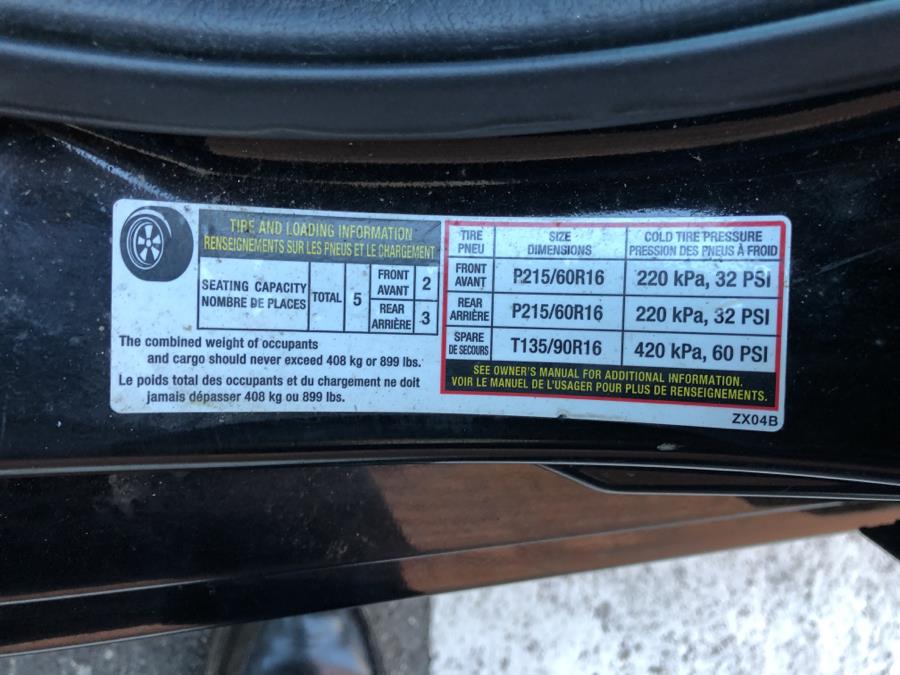 TIRE AND LOADING INFORMATION
RENSEIGNEMENTS SUR LES PNEUS ET LE CHARGEMENT
SEATING CAPACITY
NOMBRE DE PLACES
TOTAL
5
FRONT
AVANT
2
REAR
ARRIÈRE
3
The combined weight of occupants
and cargo should never exceed 408 kg or 899 lbs.
Le poids total des occupants et du chargement ne doit
jamais dépasser 408 kg ou 899 lbs.
TIRE
PNEU
SIZE
DIMENSIONS
COLD TIRE PRESSURE
PRESSION DES PNEUS À FROID
FRONT
AVANT
P215/60R16
220 kPa, 32 PSI
REAR
ARRIÈRE
P215/60R16
220 kPa, 32 PSI
SPARE
DE SECOURS
T135/90R16
420 kPa, 60 PSI
SEE OWNER'S MANUAL FOR ADDITIONAL INFORMATION.
VOIR LE MANUEL DE L'USAGER POUR PLUS DE RENSEIGNEMENTS.
ZX04B